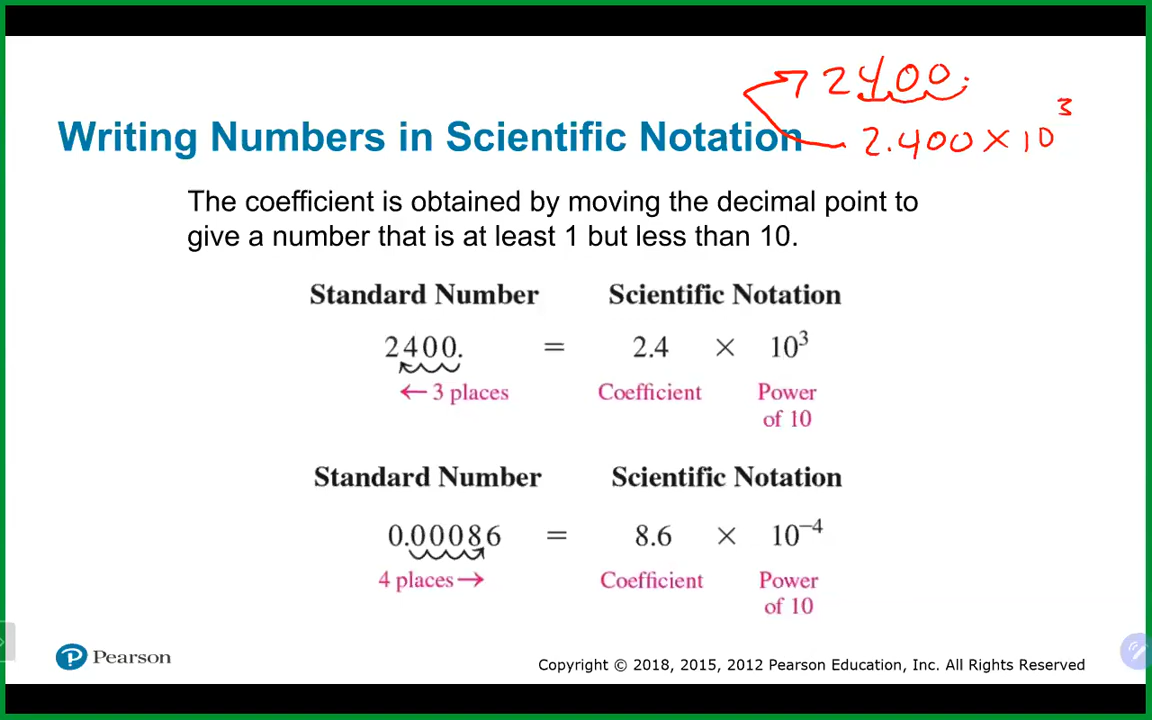 2400.
2.400 × 10³
Writing Numbers in Scientific Notation
The coefficient is obtained by moving the decimal point to
give a number that is at least 1 but less than 10.
Standard Number Scientific Notation
2400. = 2.4 × 10³
← 3 places Coefficient Power
of 10
Standard Number Scientific Notation
0.00086 = 8.6 × 10⁻⁴
4 places → Coefficient Power
of 10
P Pearson
Copyright © 2018, 2015, 2012 Pearson Education, Inc. All Rights Reserved